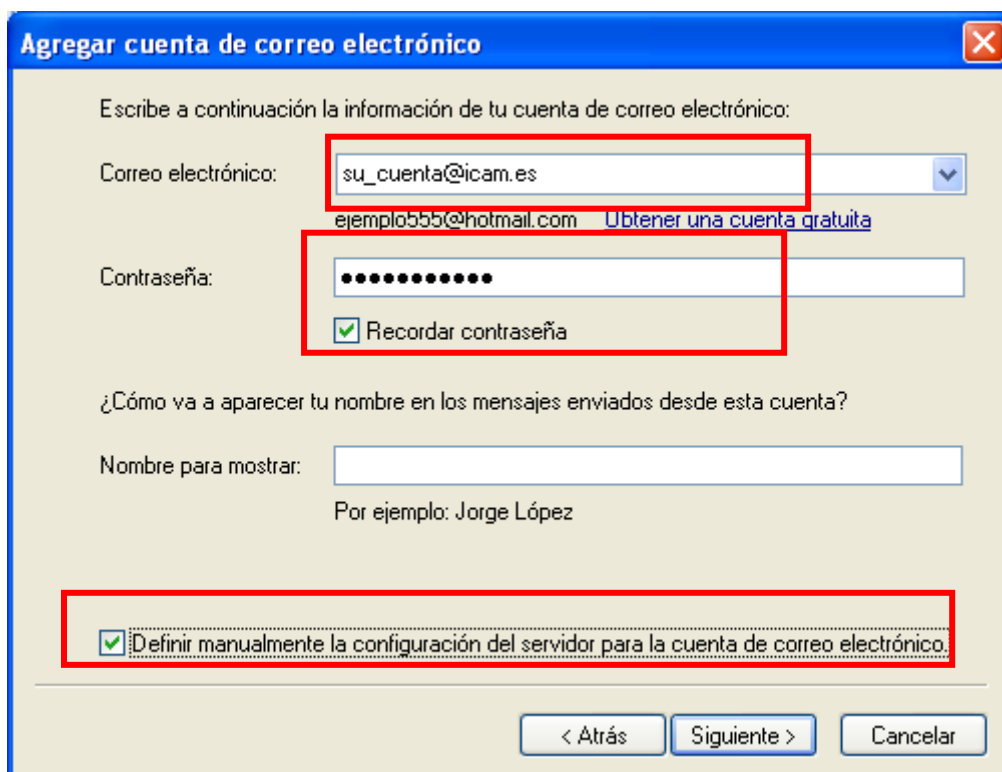 Agregar cuenta de correo electrónico
Escribe a continuación la información de tu cuenta de correo electrónico:
Correo electrónico: su_cuenta@icam.es
ejemplo555@hotmail.com Obtener una cuenta gratuita
Contraseña: ●●●●●●●●●●●
Recordar contraseña
¿Cómo va a aparecer tu nombre en los mensajes enviados desde esta cuenta?
Nombre para mostrar:
Por ejemplo: Jorge López
Definir manualmente la configuración del servidor para la cuenta de correo electrónico.
< Atrás Siguiente > Cancelar